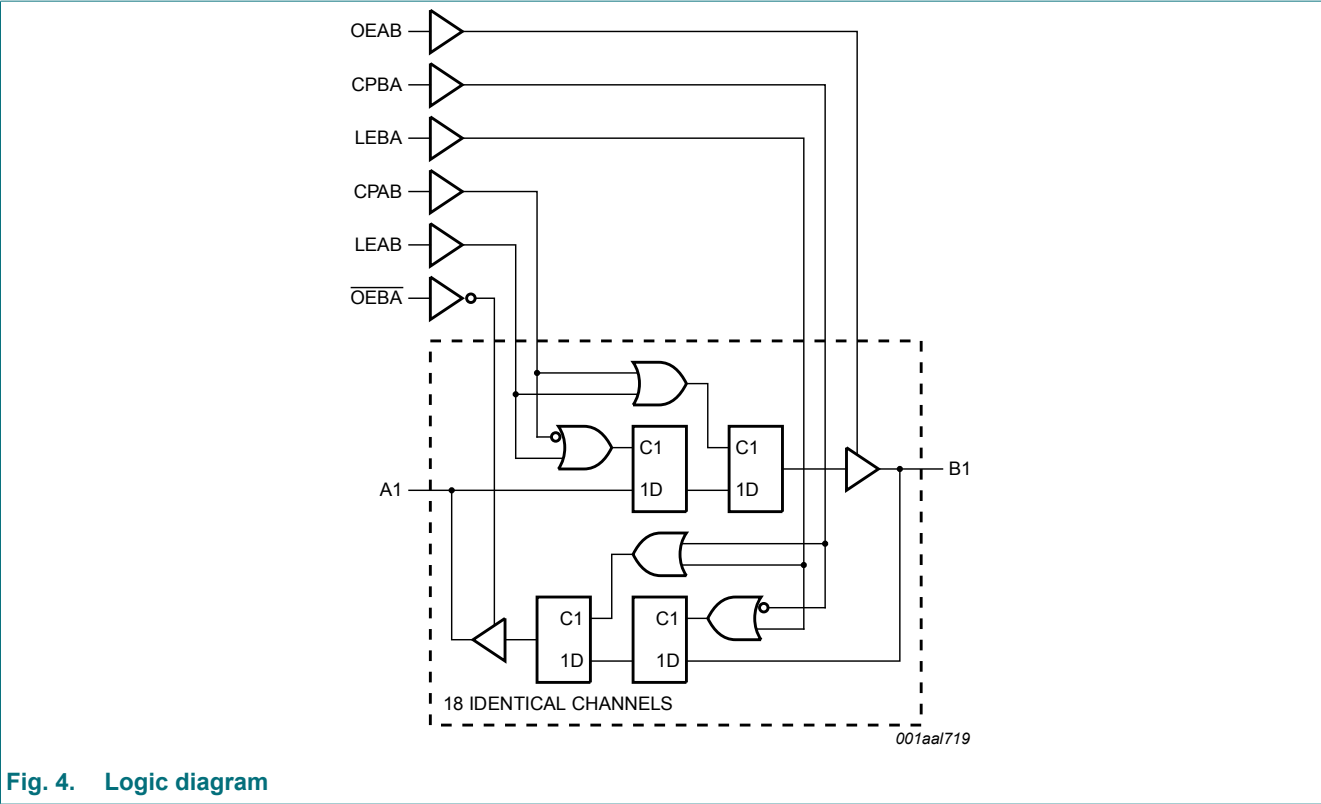 OEAB
CPBA
LEBA
CPAB
LEAB
OEBA
C1
C1
1D
1D
A1
B1
C1
C1
1D
1D
18 IDENTICAL CHANNELS
001aal719
Fig. 4. Logic diagram